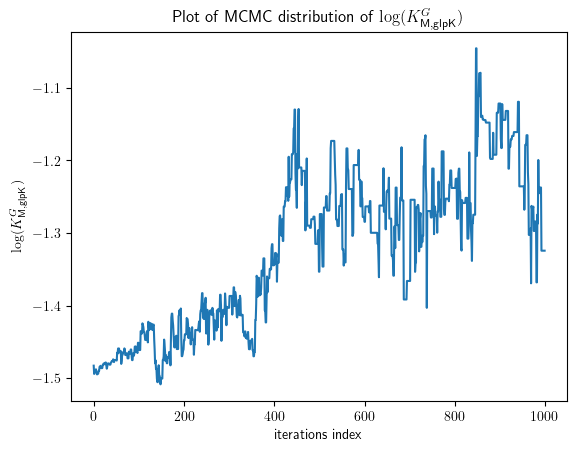 Plot of MCMC distribution of log(K^G_M,glpK)
log(K^G_M,glpK)
−1.1
−1.2
−1.3
−1.4
−1.5
0 200 400 600 800 1000
iterations index